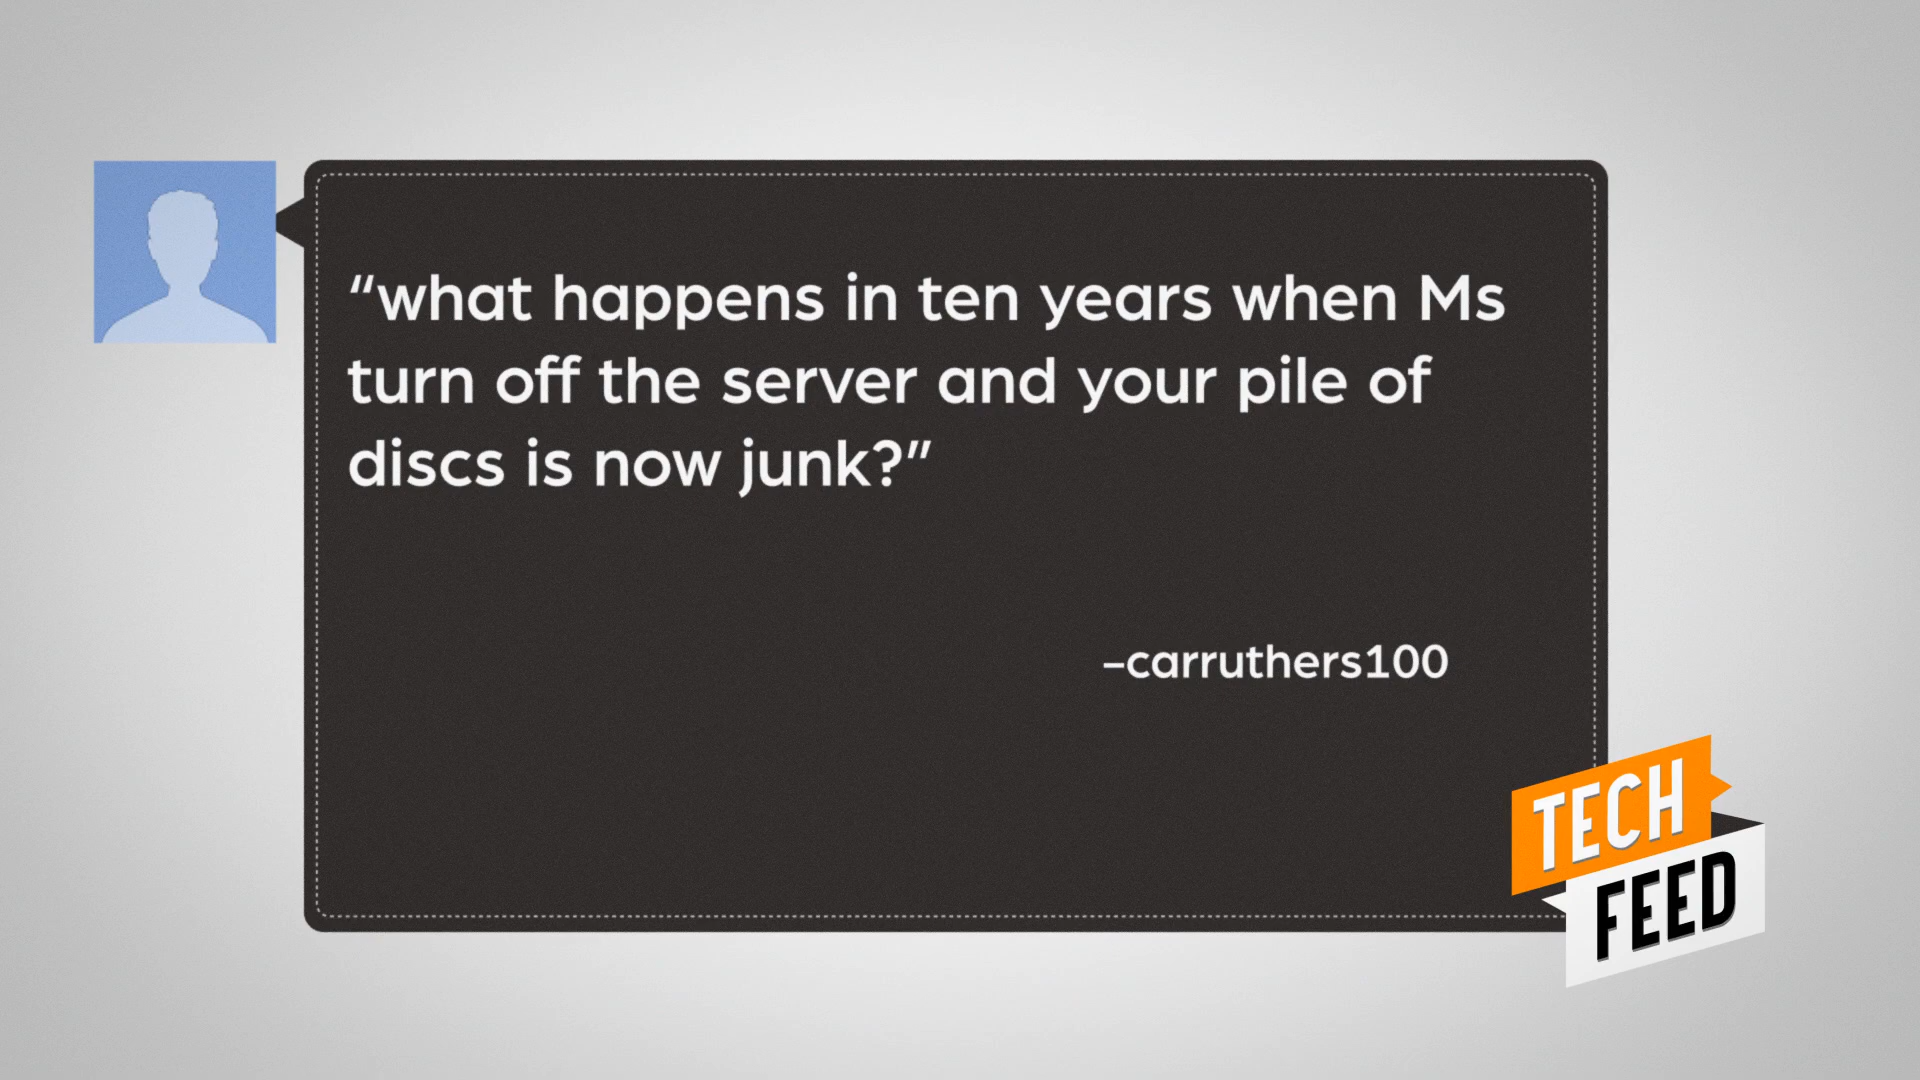 “what happens in ten years when Ms
turn off the server and your pile of
discs is now junk?”
–carruthers100
TECH
FEED